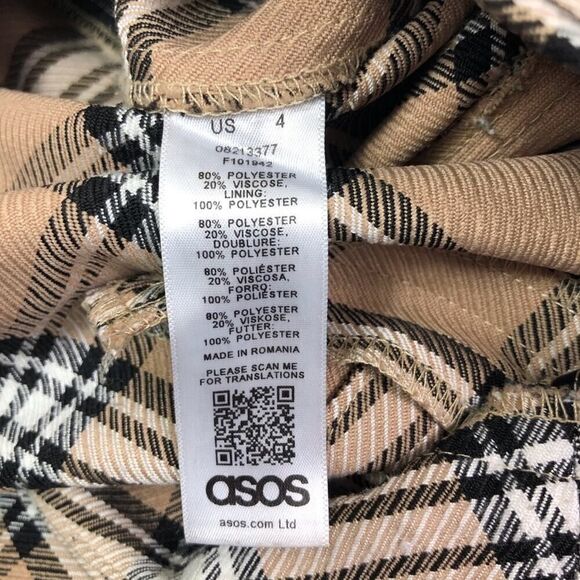 US 4
08213377
F101942
80% POLYESTER
20% VISCOSE,
LINING:
100% POLYESTER
80% POLYESTER
20% VISCOSE,
DOUBLURE:
100% POLYESTER
80% POLIÉSTER
20% VISCOSA,
FORRO:
100% POLIÉSTER
80% POLYESTER
20% VISKOSE,
FUTTER:
100% POLYESTER
MADE IN ROMANIA
PLEASE SCAN ME
FOR TRANSLATIONS
asos
asos.com Ltd